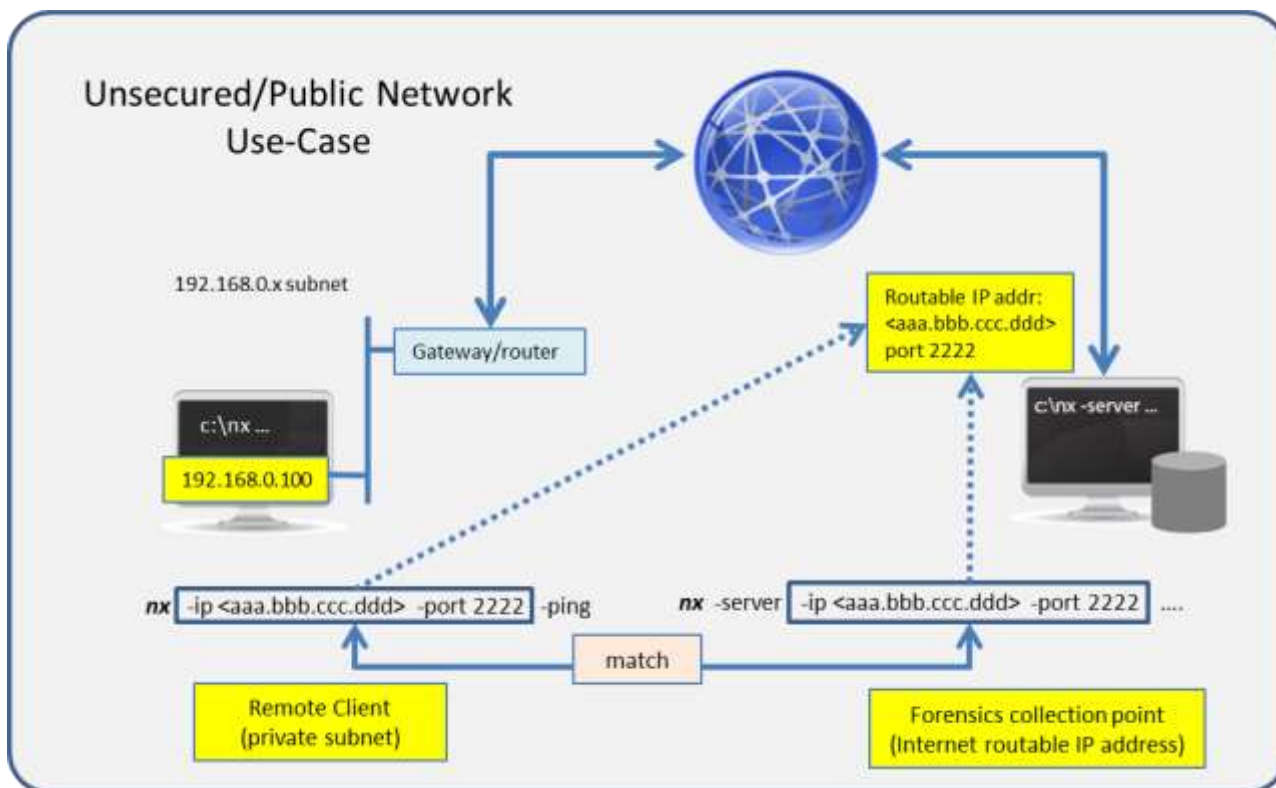 Unsecured/Public Network
Use-Case
192.168.0.x subnet
Gateway/router
Routable IP addr:
<aaa.bbb.ccc.ddd>
port 2222
c:\nx ...
192.168.0.100
c:\nx -server ...
nx -ip <aaa.bbb.ccc.ddd> -port 2222 -ping
nx -server -ip <aaa.bbb.ccc.ddd> -port 2222 ....
match
Remote Client
(private subnet)
Forensics collection point
(Internet routable IP address)